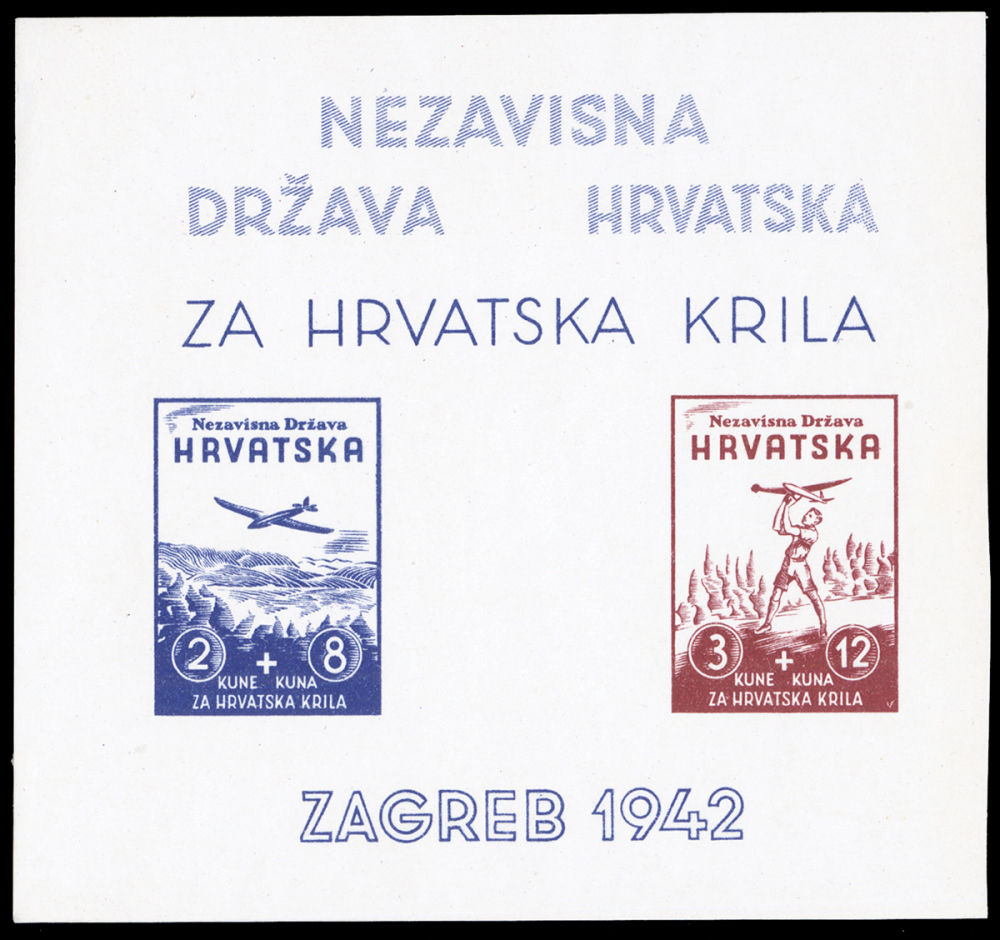 NEZAVISNA
DRŽAVA HRVATSKA
ZA HRVATSKA KRILA
Nezavisna Država
HRVATSKA
2 + 8
KUNE KUNA
ZA HRVATSKA KRILA
Nezavisna Država
HRVATSKA
3 + 12
KUNE KUNA
ZA HRVATSKA KRILA
ZAGREB 1942